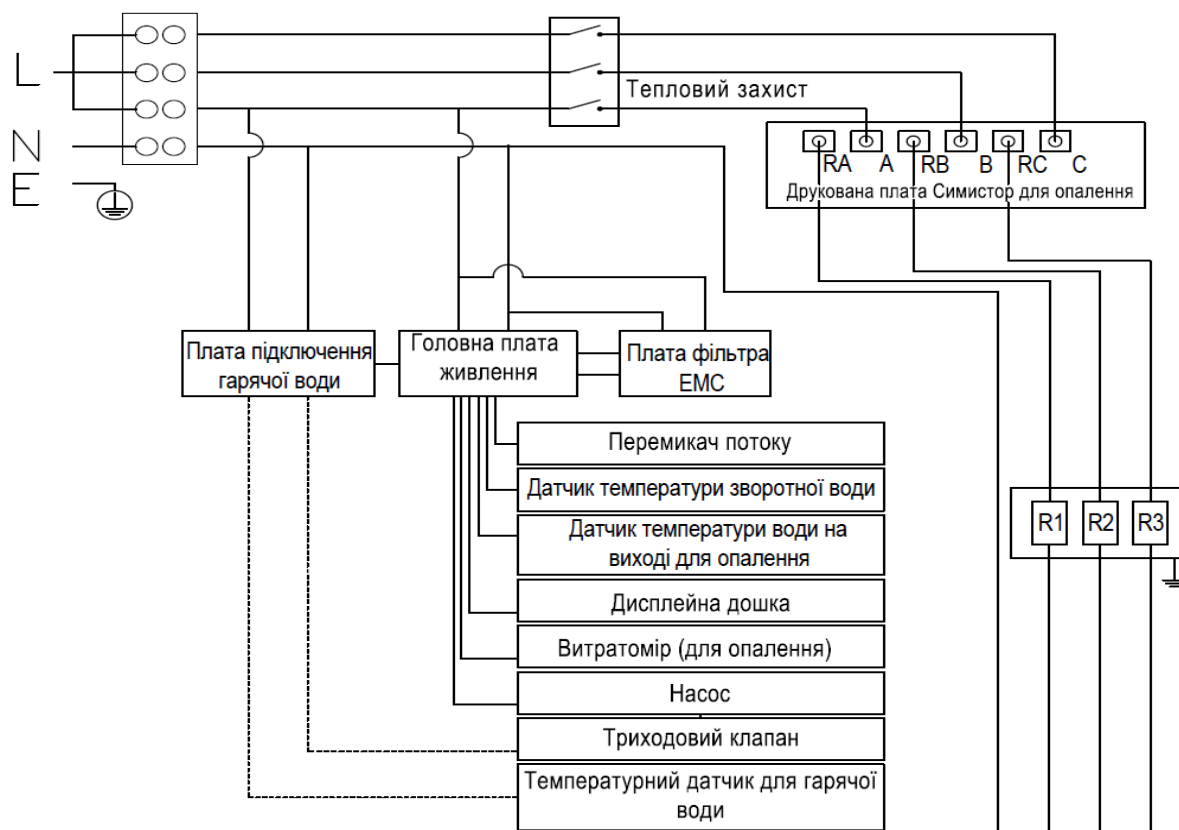 L
N
E
Тепловий захист
RA A RB B RC C
Друкована плата Симистор для опалення
Плата підключення
гарячої води
Головна плата
живлення
Плата фільтра
ЕМС
Перемикач потоку
Датчик температури зворотної води
Датчик температури води на
виході для опалення
Дисплейна дошка
Витратомір (для опалення)
Насос
Триходовий клапан
Температурний датчик для гарячої
води
R1 R2 R3